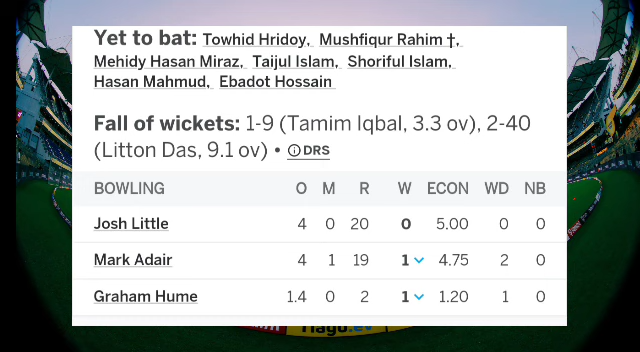 Yet to bat: Towhid Hridoy, Mushfiqur Rahim †,
Mehidy Hasan Miraz, Taijul Islam, Shoriful Islam,
Hasan Mahmud, Ebadot Hossain
Fall of wickets: 1-9 (Tamim Iqbal, 3.3 ov), 2-40
(Litton Das, 9.1 ov) • DRS
BOWLING O M R W ECON WD NB
Josh Little 4 0 20 0 5.00 0 0
Mark Adair 4 1 19 1 4.75 2 0
Graham Hume 1.4 0 2 1 1.20 1 0